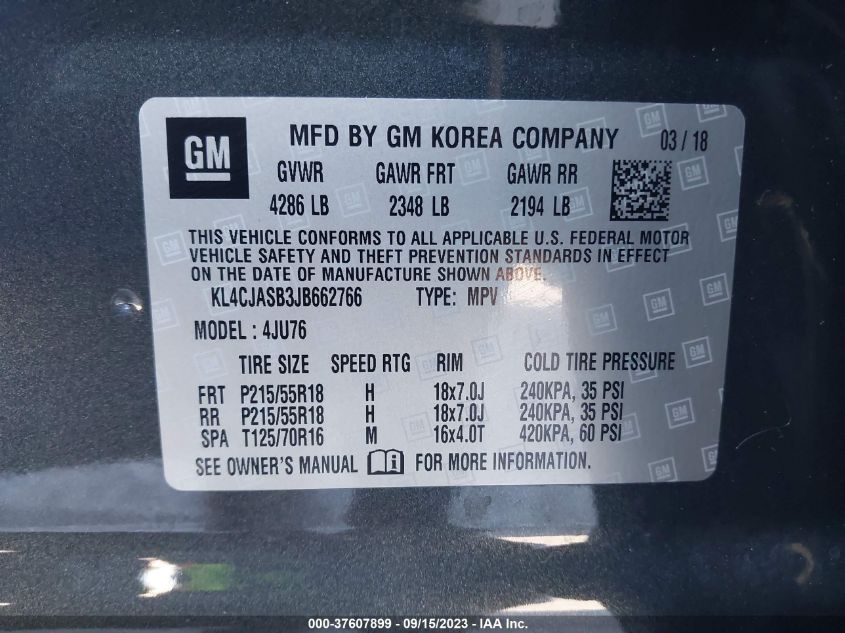 GM MFD BY GM KOREA COMPANY 03 / 18
GVWR GAWR FRT GAWR RR
4286 LB 2348 LB 2194 LB
THIS VEHICLE CONFORMS TO ALL APPLICABLE U.S. FEDERAL MOTOR
VEHICLE SAFETY AND THEFT PREVENTION STANDARDS IN EFFECT
ON THE DATE OF MANUFACTURE SHOWN ABOVE.
KL4CJASB3JB662766 TYPE: MPV
MODEL : 4JU76
TIRE SIZE SPEED RTG RIM COLD TIRE PRESSURE
FRT P215/55R18 H 18x7.0J 240KPA, 35 PSI
RR P215/55R18 H 18x7.0J 240KPA, 35 PSI
SPA T125/70R16 M 16x4.0T 420KPA, 60 PSI
SEE OWNER'S MANUAL FOR MORE INFORMATION.
000-37607899 - 09/15/2023 - IAA Inc.